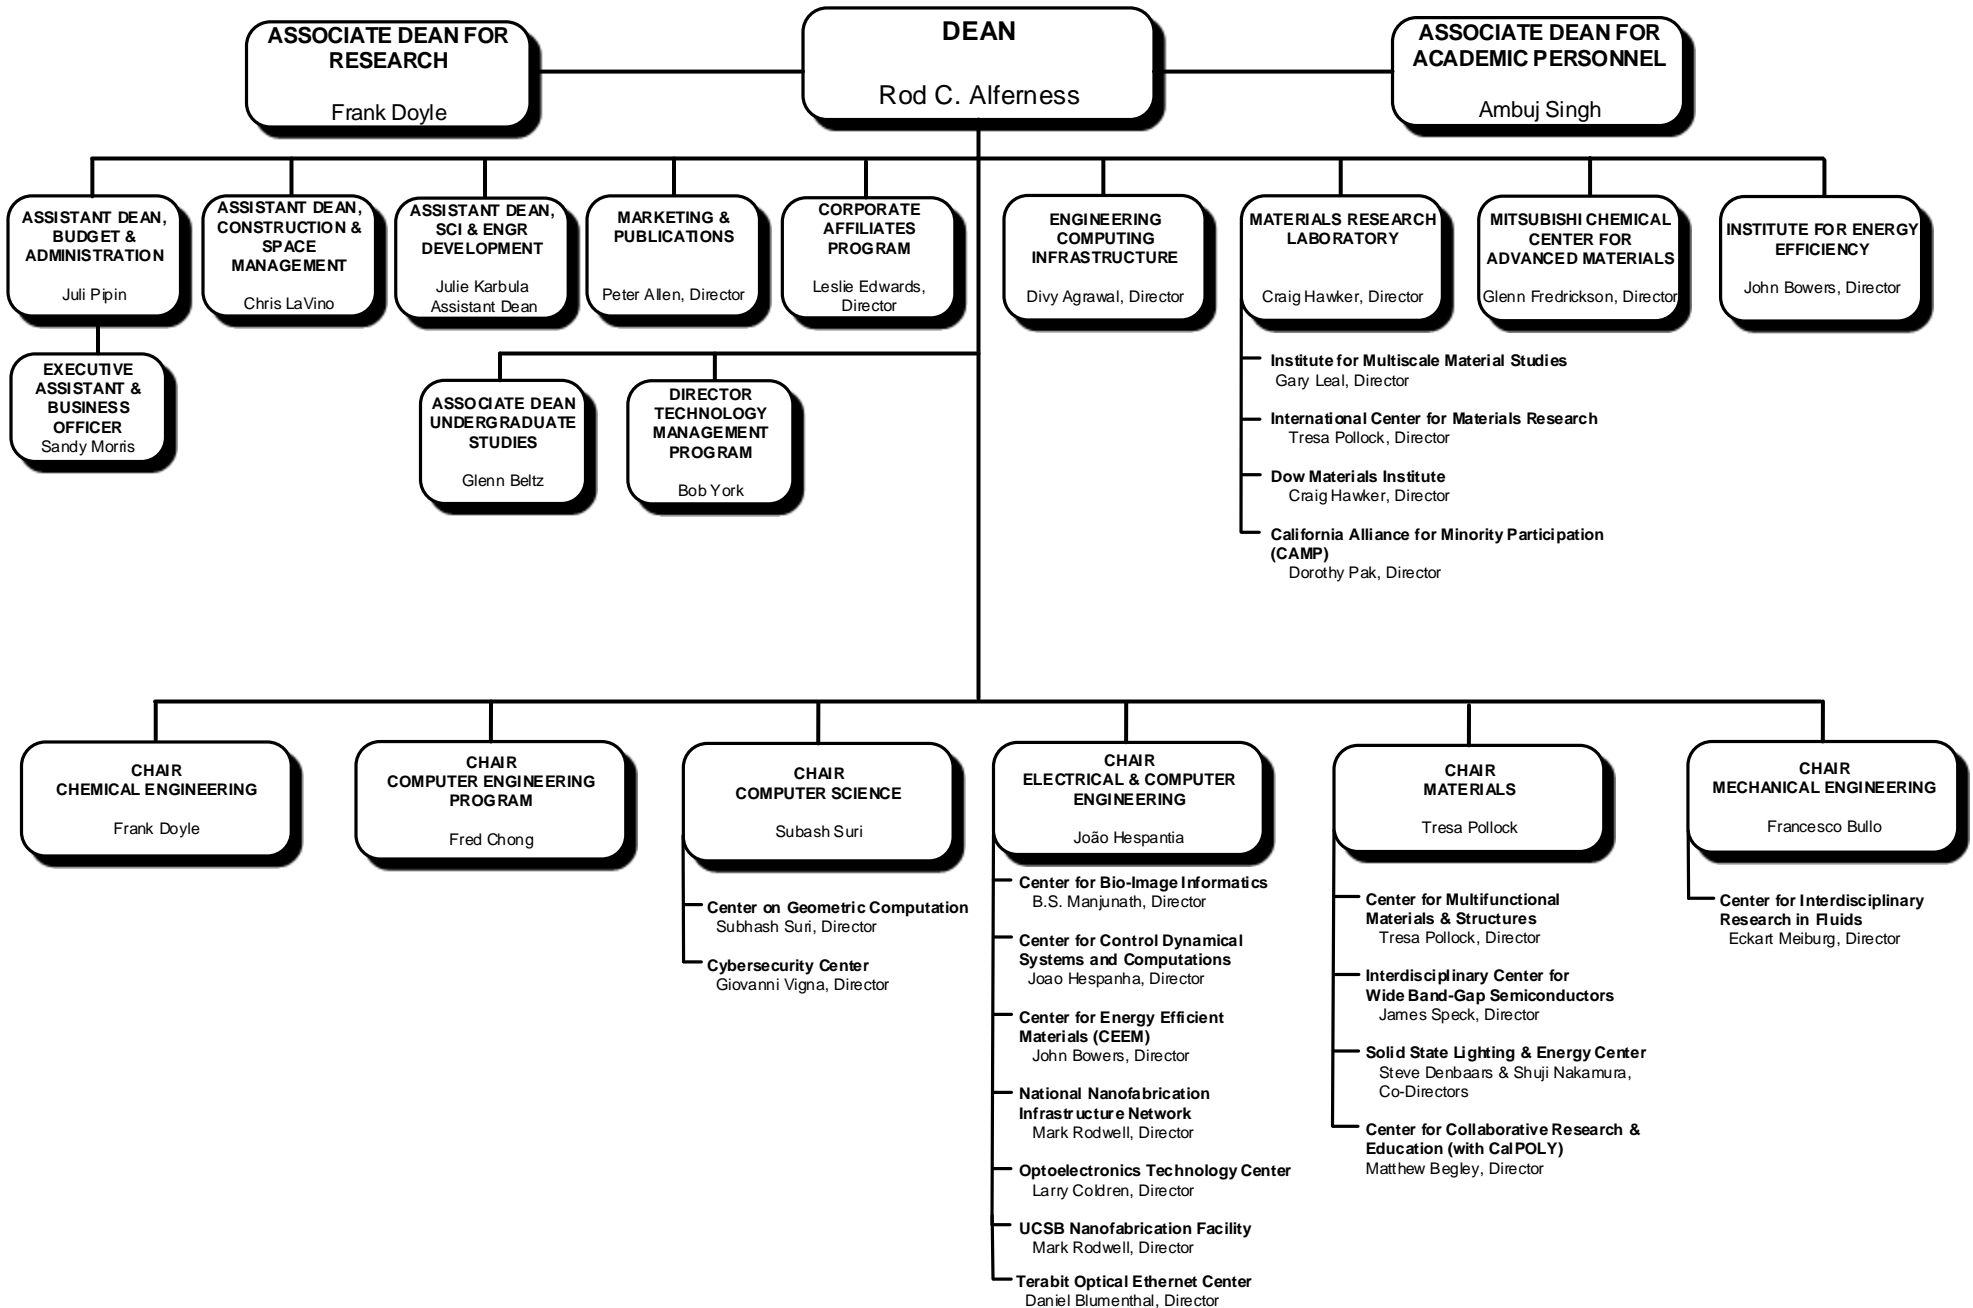 ASSOCIATE DEAN FOR
RESEARCH
Frank Doyle
DEAN
Rod C. Alferness
ASSOCIATE DEAN FOR
ACADEMIC PERSONNEL
Ambuj Singh
ASSISTANT DEAN,
BUDGET &
ADMINISTRATION
Juli Pipin
ASSISTANT DEAN,
CONSTRUCTION &
SPACE
MANAGEMENT
Chris LaVino
ASSISTANT DEAN,
SCI & ENGR
DEVELOPMENT
Julie Karbula
Assistant Dean
MARKETING &
PUBLICATIONS
Peter Allen, Director
CORPORATE
AFFILIATES
PROGRAM
Leslie Edwards,
Director
ENGINEERING
COMPUTING
INFRASTRUCTURE
Divy Agrawal, Director
MATERIALS RESEARCH
LABORATORY
Craig Hawker, Director
MITSUBISHI CHEMICAL
CENTER FOR
ADVANCED MATERIALS
Glenn Fredrickson, Director
INSTITUTE FOR ENERGY
EFFICIENCY
John Bowers, Director
EXECUTIVE
ASSISTANT &
BUSINESS
OFFICER
Sandy Morris
ASSOCIATE DEAN
UNDERGRADUATE
STUDIES
Glenn Beltz
DIRECTOR
TECHNOLOGY
MANAGEMENT
PROGRAM
Bob York
Institute for Multiscale Material Studies
Gary Leal, Director
International Center for Materials Research
Tresa Pollock, Director
Dow Materials Institute
Craig Hawker, Director
California Alliance for Minority Participation
(CAMP)
Dorothy Pak, Director
CHAIR
CHEMICAL ENGINEERING
Frank Doyle
CHAIR
COMPUTER ENGINEERING
PROGRAM
Fred Chong
CHAIR
COMPUTER SCIENCE
Subash Suri
Center on Geometric Computation
Subhash Suri, Director
Cybersecurity Center
Giovanni Vigna, Director
CHAIR
ELECTRICAL & COMPUTER
ENGINEERING
João Hespantia
Center for Bio-Image Informatics
B.S. Manjunath, Director
Center for Control Dynamical
Systems and Computations
Joao Hespanha, Director
Center for Energy Efficient
Materials (CEEM)
John Bowers, Director
National Nanofabrication
Infrastructure Network
Mark Rodwell, Director
Optoelectronics Technology Center
Larry Coldren, Director
UCSB Nanofabrication Facility
Mark Rodwell, Director
Terabit Optical Ethernet Center
Daniel Blumenthal, Director
CHAIR
MATERIALS
Tresa Pollock
Center for Multifunctional
Materials & Structures
Tresa Pollock, Director
Interdisciplinary Center for
Wide Band-Gap Semiconductors
James Speck, Director
Solid State Lighting & Energy Center
Steve Denbaars & Shuji Nakamura,
Co-Directors
Center for Collaborative Research &
Education (with CalPOLY)
Matthew Begley, Director
CHAIR
MECHANICAL ENGINEERING
Francesco Bullo
Center for Interdisciplinary
Research in Fluids
Eckart Meiburg, Director